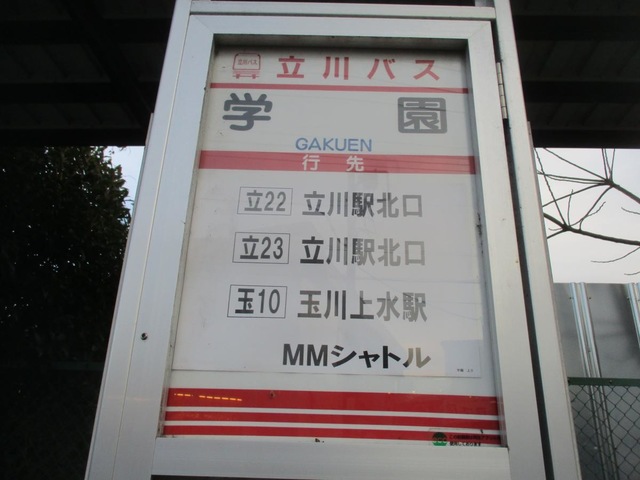 立川バス
学園
GAKUEN
行先
立22 立川駅北口
立23 立川駅北口
玉10 玉川上水駅
MMシャトル